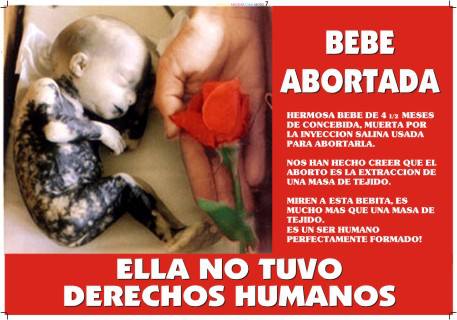 BEBE
ABORTADA
HERMOSA BEBE DE 4 1/2 MESES
DE CONCEBIDA, MUERTA POR
LA INYECCION SALINA USADA
PARA ABORTARLA.
NOS HAN HECHO CREER QUE EL
ABORTO ES LA EXTRACCION DE
UNA MASA DE TEJIDO.
MIREN A ESTA BEBITA, ES
MUCHO MAS QUE UNA MASA DE
TEJIDO.
ES UN SER HUMANO
PERFECTAMENTE FORMADO!
ELLA NO TUVO
DERECHOS HUMANOS